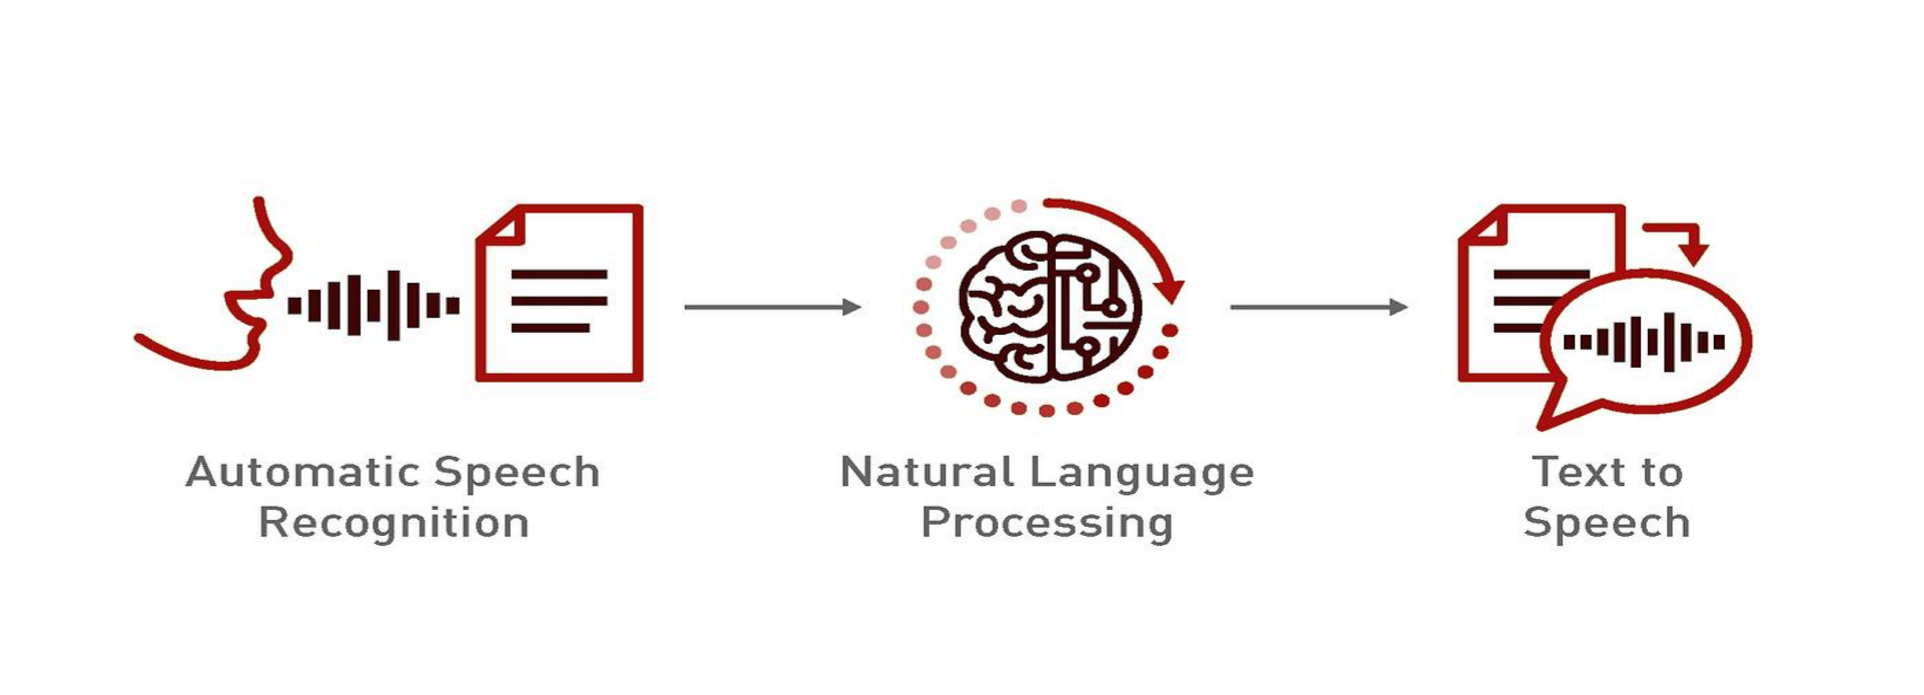 Automatic Speech
Recognition
Natural Language
Processing
Text to
Speech